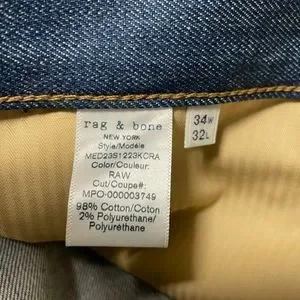 rag & bone
NEW YORK
Style/Modèle
MED23S1223KCRA
Color/Couleur:
RAW
Cut/Coupe#:
MPO-000003749
98% Cotton/Coton
2% Polyurethane/
Polyurethane
34W
32L